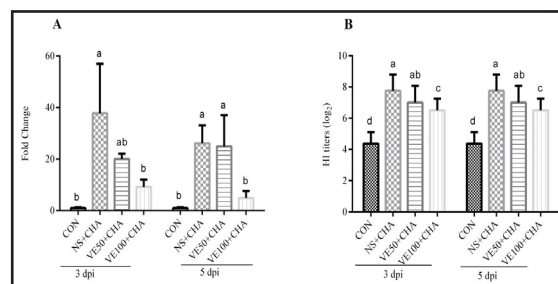 A
a
a
a
ab
b
b
b
b
60
40
20
0
Fold Change
CON
NS+CHA
VE50+CHA
VE100+CHA
CON
NS+CHA
VE50+CHA
VE100+CHA
3 dpi
5 dpi
B
a
ab
c
d
a
ab
c
d
10
8
6
4
2
0
HI titers (log2)
CON
NS+CHA
VE50+CHA
VE100+CHA
CON
NS+CHA
VE50+CHA
VE100+CHA
3 dpi
5 dpi